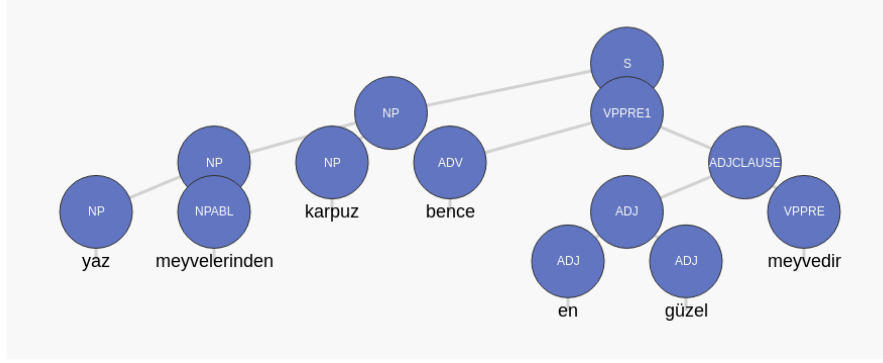 S
NP VPPRE1
NP NP ADV ADJCLAUSE
NP NPABL karpuz bence ADJ VPPRE
yaz meyvelerinden ADJ ADJ meyvedir
en güzel